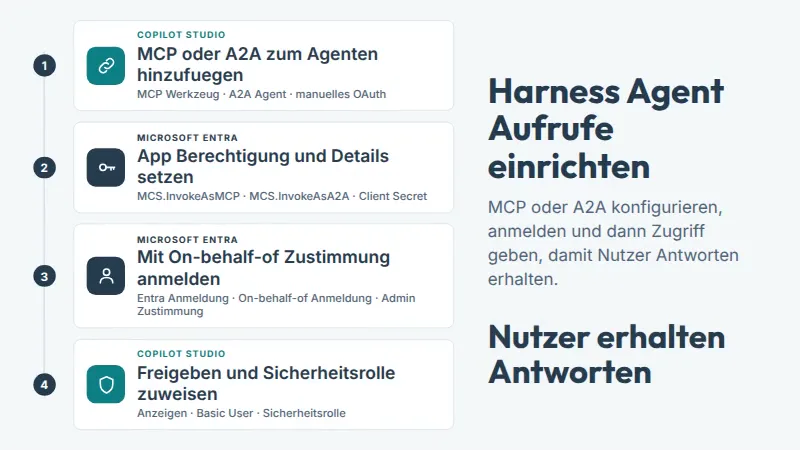 1
COPILOT STUDIO
MCP oder A2A zum Agenten
hinzufuegen
MCP Werkzeug · A2A Agent · manuelles OAuth
2
MICROSOFT ENTRA
App Berechtigung und Details
setzen
MCS.InvokeAsMCP · MCS.InvokeAsA2A · Client Secret
3
MICROSOFT ENTRA
Mit On-behalf-of Zustimmung
anmelden
Entra Anmeldung · On-behalf-of Anmeldung · Admin
Zustimmung
4
COPILOT STUDIO
Freigeben und Sicherheitsrolle
zuweisen
Anzeigen · Basic User · Sicherheitsrolle
Harness Agent
Aufrufe
einrichten
MCP oder A2A konfigurieren,
anmelden und dann Zugriff
geben, damit Nutzer Antworten
erhalten.
Nutzer erhalten
Antworten